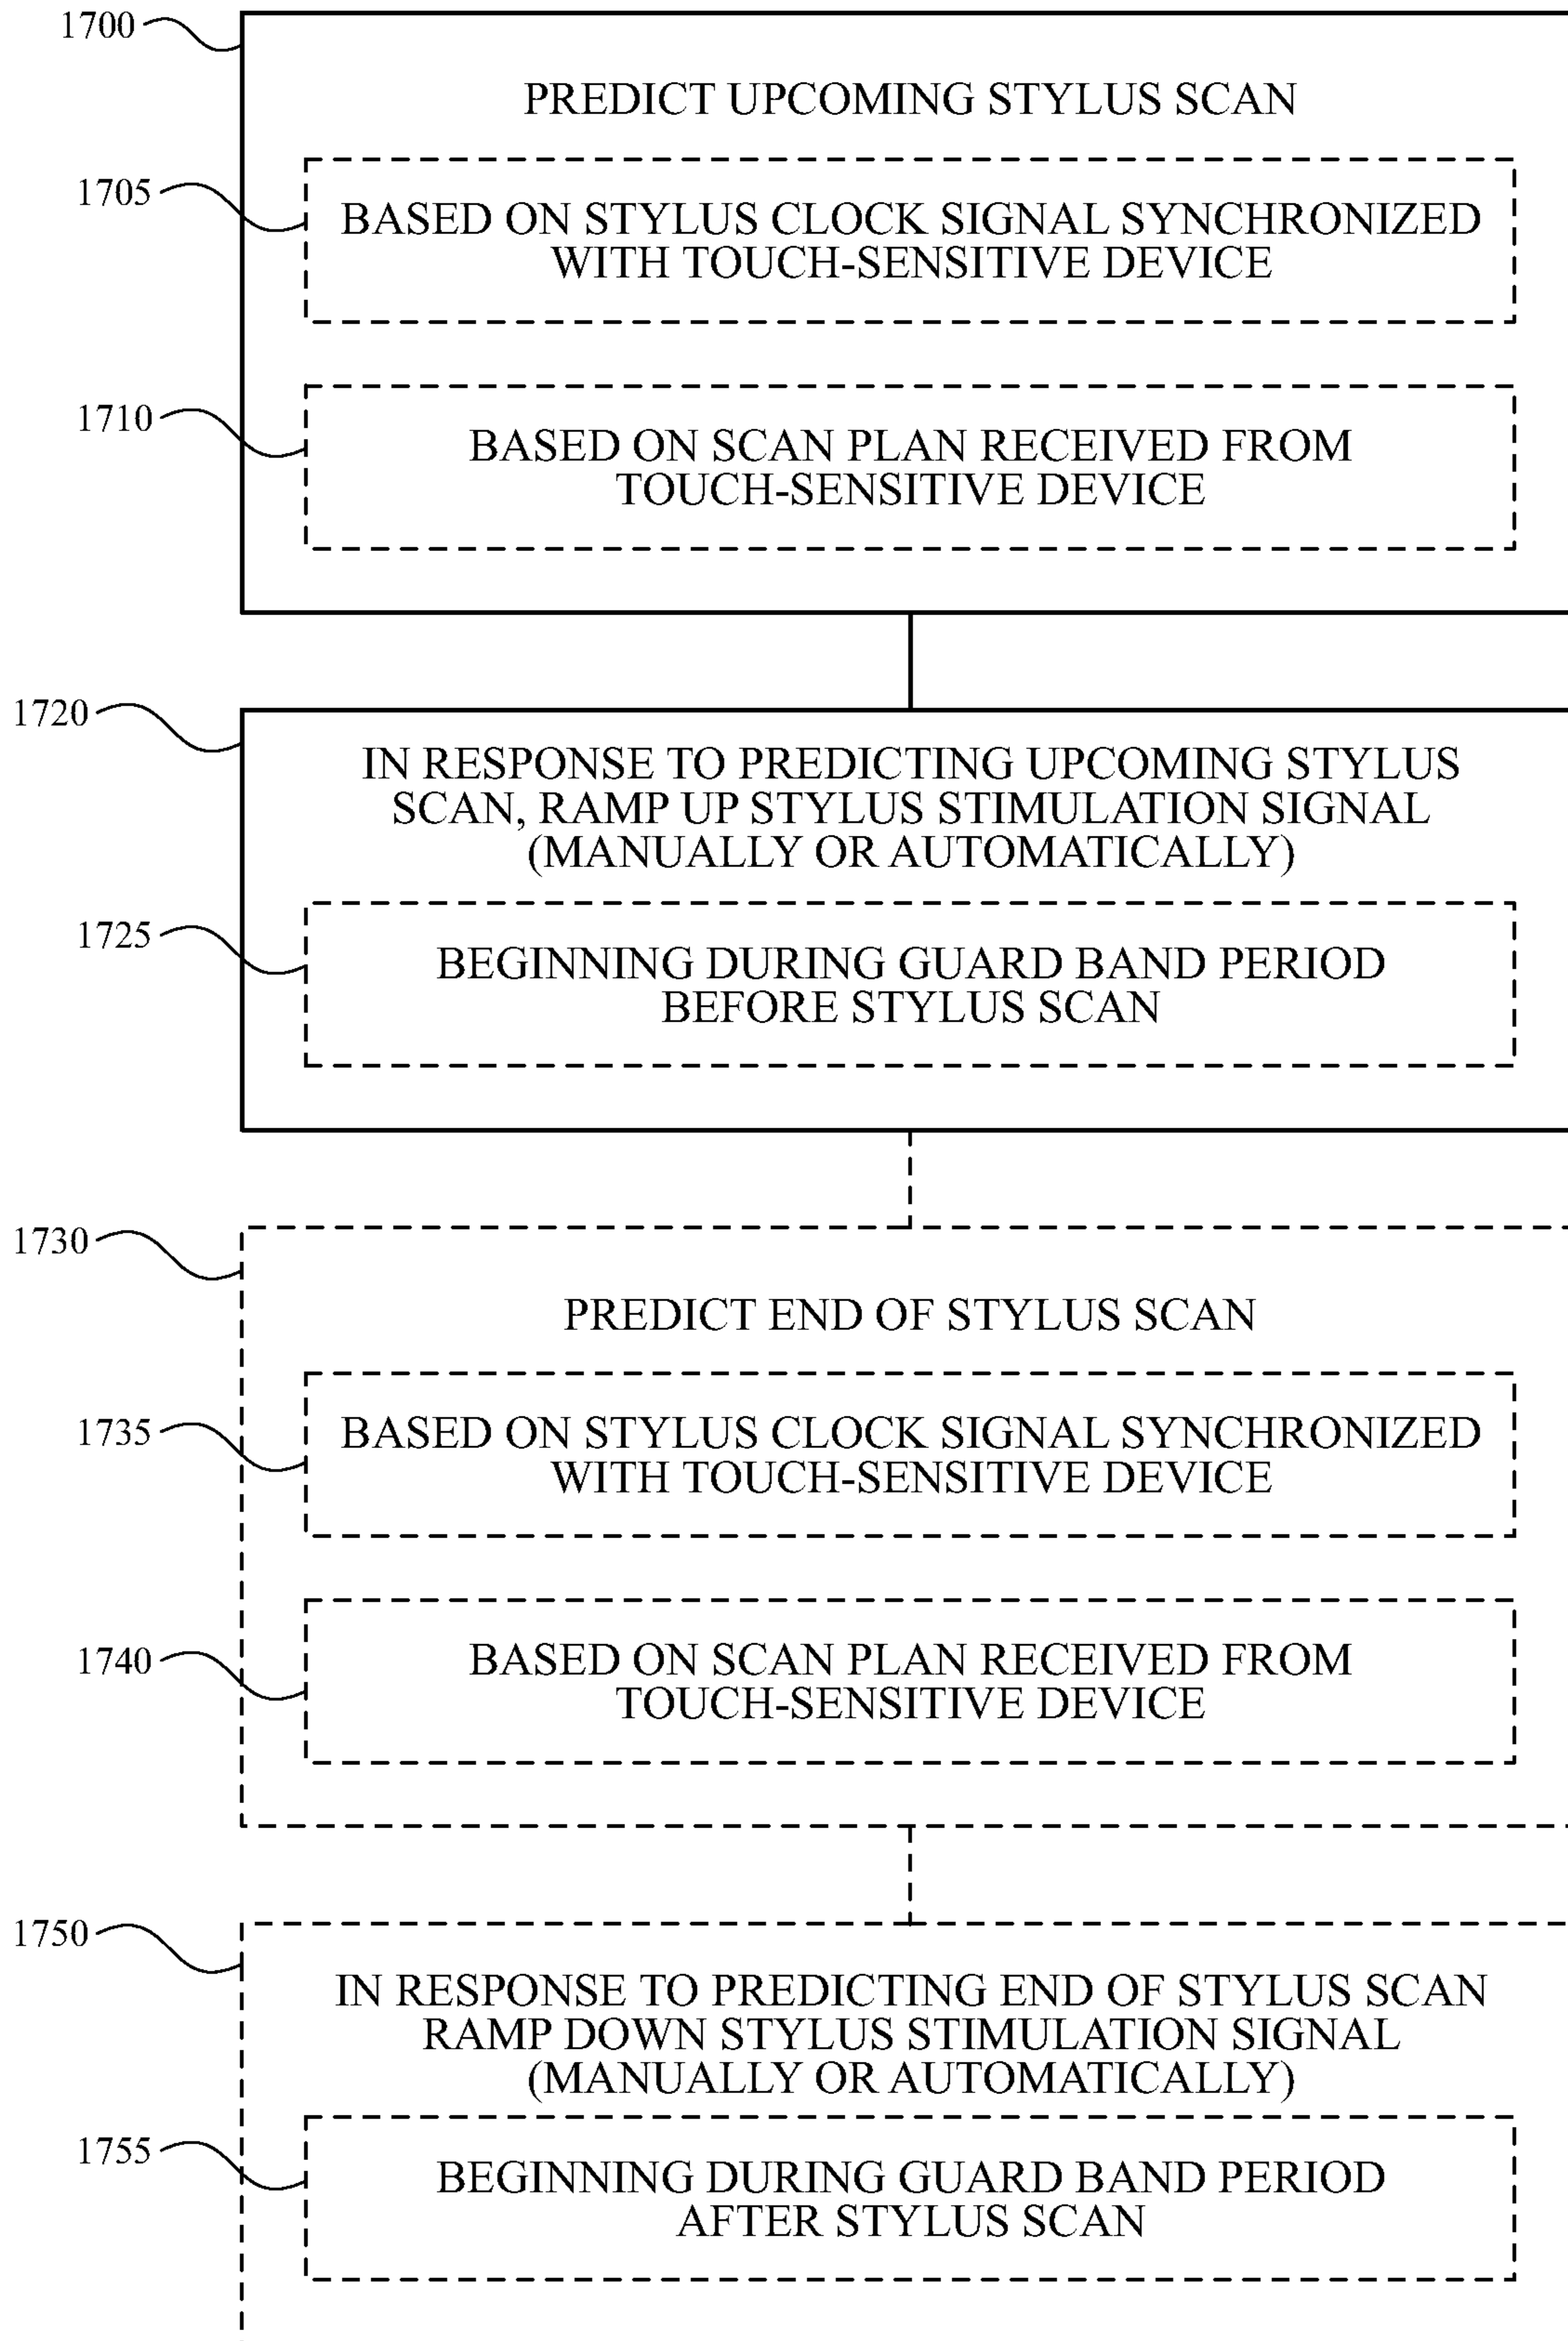 1700
PREDICT UPCOMING STYLUS SCAN
1705
BASED ON STYLUS CLOCK SIGNAL SYNCHRONIZED
WITH TOUCH-SENSITIVE DEVICE
1710
BASED ON SCAN PLAN RECEIVED FROM
TOUCH-SENSITIVE DEVICE
1720
IN RESPONSE TO PREDICTING UPCOMING STYLUS
SCAN, RAMP UP STYLUS STIMULATION SIGNAL
(MANUALLY OR AUTOMATICALLY)
1725
BEGINNING DURING GUARD BAND PERIOD
BEFORE STYLUS SCAN
1730
PREDICT END OF STYLUS SCAN
1735
BASED ON STYLUS CLOCK SIGNAL SYNCHRONIZED
WITH TOUCH-SENSITIVE DEVICE
1740
BASED ON SCAN PLAN RECEIVED FROM
TOUCH-SENSITIVE DEVICE
1750
IN RESPONSE TO PREDICTING END OF STYLUS SCAN
RAMP DOWN STYLUS STIMULATION SIGNAL
(MANUALLY OR AUTOMATICALLY)
1755
BEGINNING DURING GUARD BAND PERIOD
AFTER STYLUS SCAN